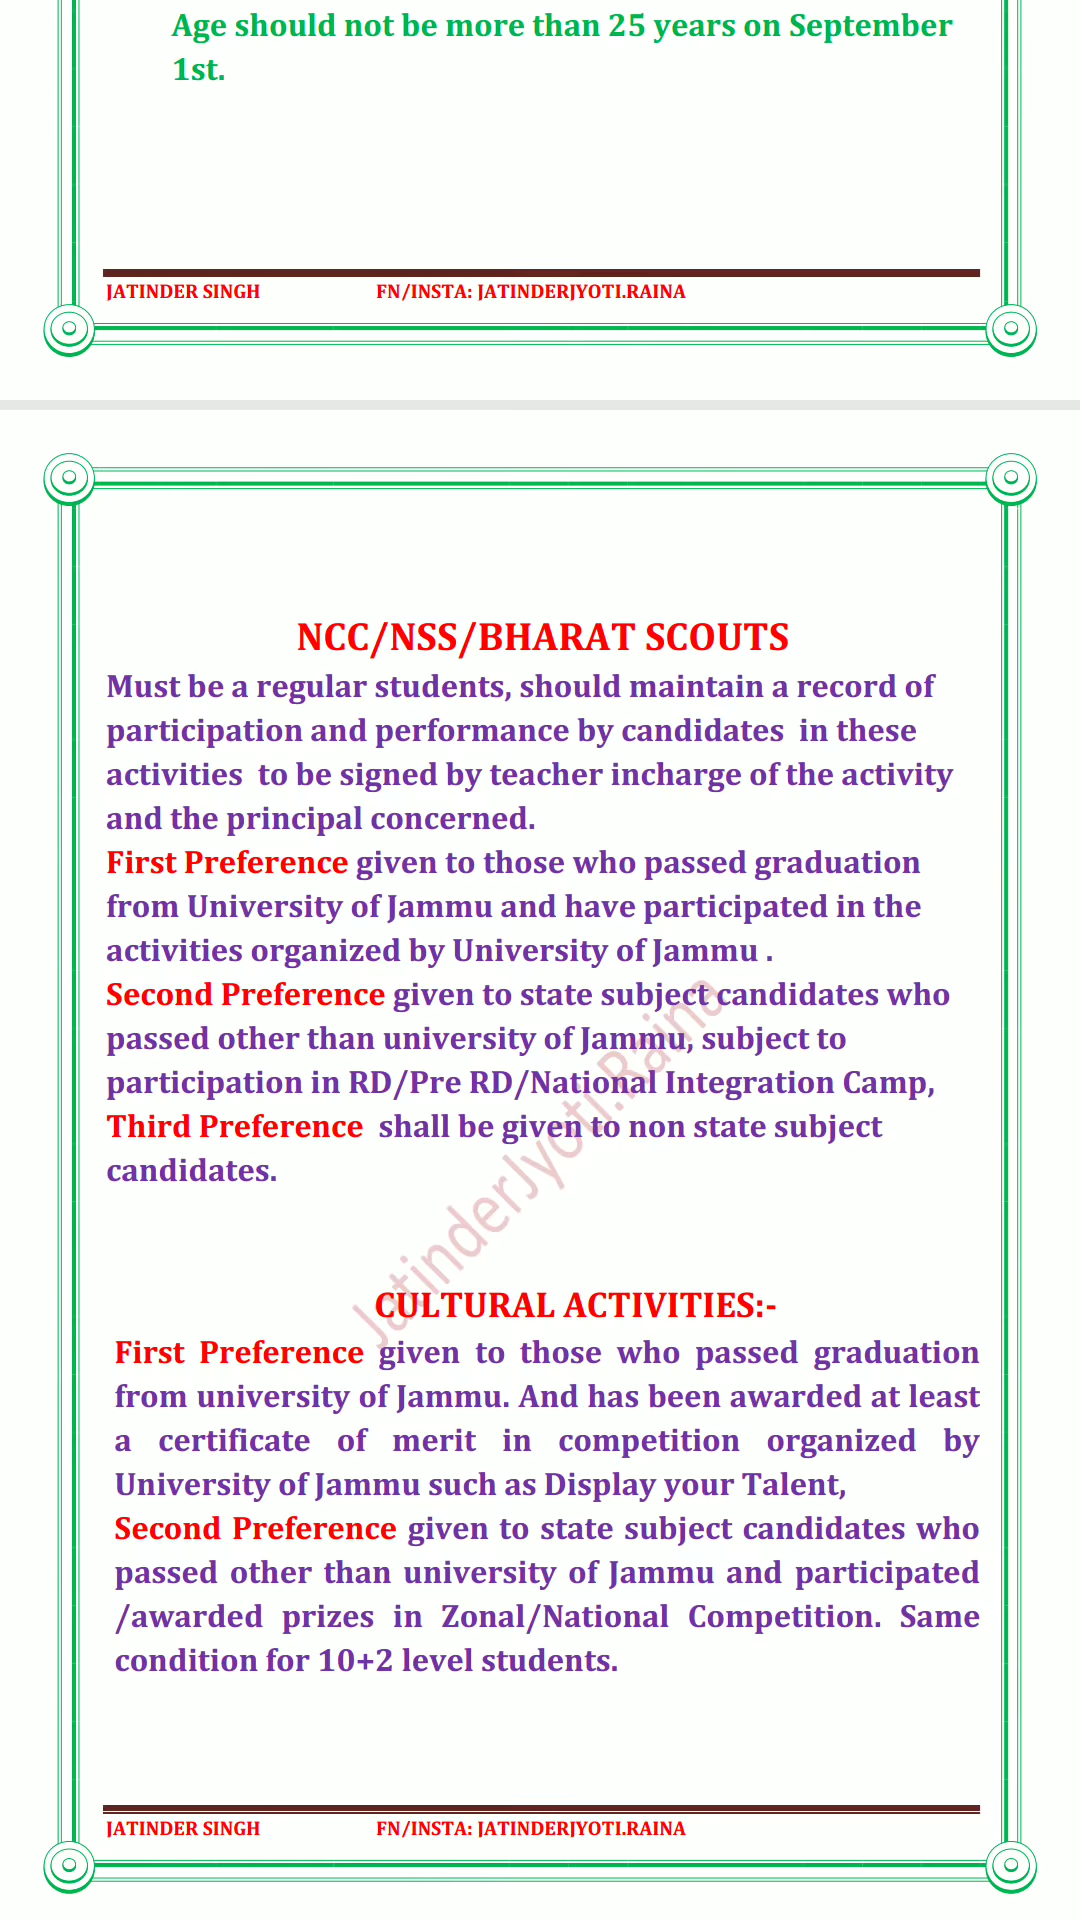 Age should not be more than 25 years on September
1st.
JATINDER SINGH FN/INSTA: JATINDERJYOTI.RAINA
NCC/NSS/BHARAT SCOUTS
Must be a regular students, should maintain a record of
participation and performance by candidates in these
activities to be signed by teacher incharge of the activity
and the principal concerned.
First Preference given to those who passed graduation
from University of Jammu and have participated in the
activities organized by University of Jammu .
Second Preference given to state subject candidates who
passed other than university of Jammu, subject to
participation in RD/Pre RD/National Integration Camp,
Third Preference shall be given to non state subject
candidates.
JatinderJyoti.Raina
CULTURAL ACTIVITIES:-
First Preference given to those who passed graduation
from university of Jammu. And has been awarded at least
a certificate of merit in competition organized by
University of Jammu such as Display your Talent,
Second Preference given to state subject candidates who
passed other than university of Jammu and participated
/awarded prizes in Zonal/National Competition. Same
condition for 10+2 level students.
JATINDER SINGH FN/INSTA: JATINDERJYOTI.RAINA